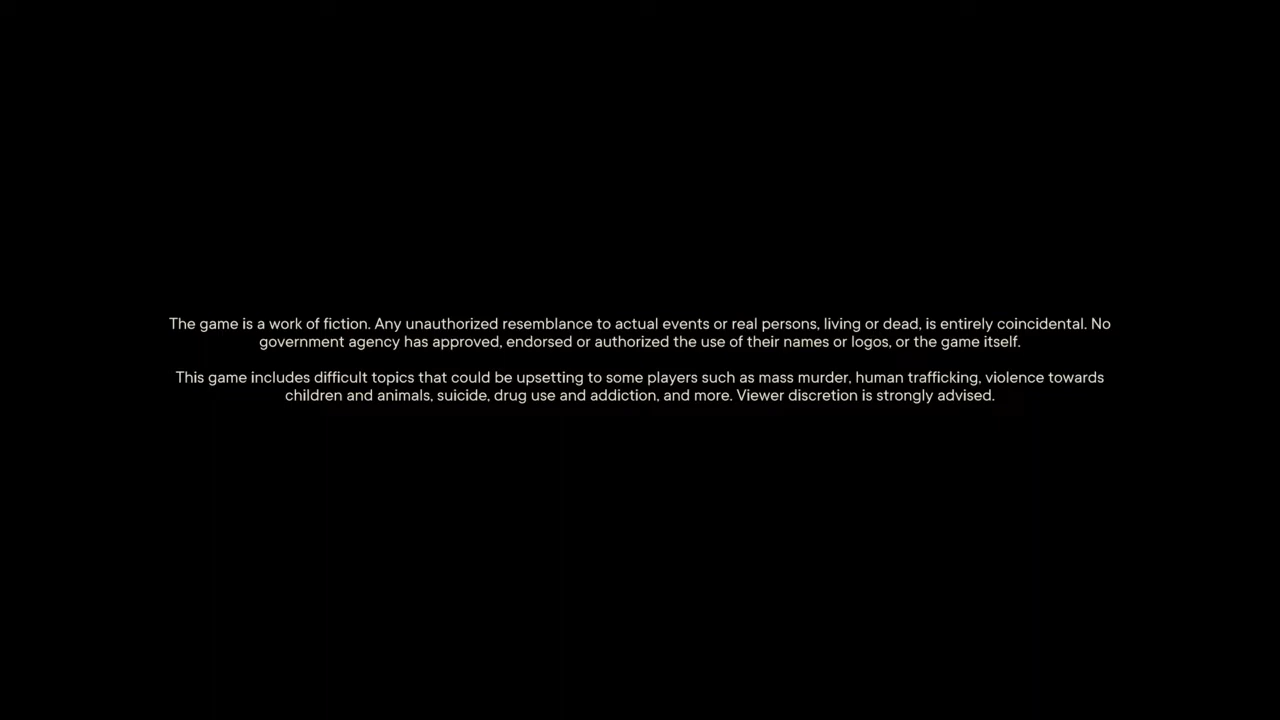 The game is a work of fiction. Any unauthorized resemblance to actual events or real persons, living or dead, is entirely coincidental. No
government agency has approved, endorsed or authorized the use of their names or logos, or the game itself.
This game includes difficult topics that could be upsetting to some players such as mass murder, human trafficking, violence towards
children and animals, suicide, drug use and addiction, and more. Viewer discretion is strongly advised.